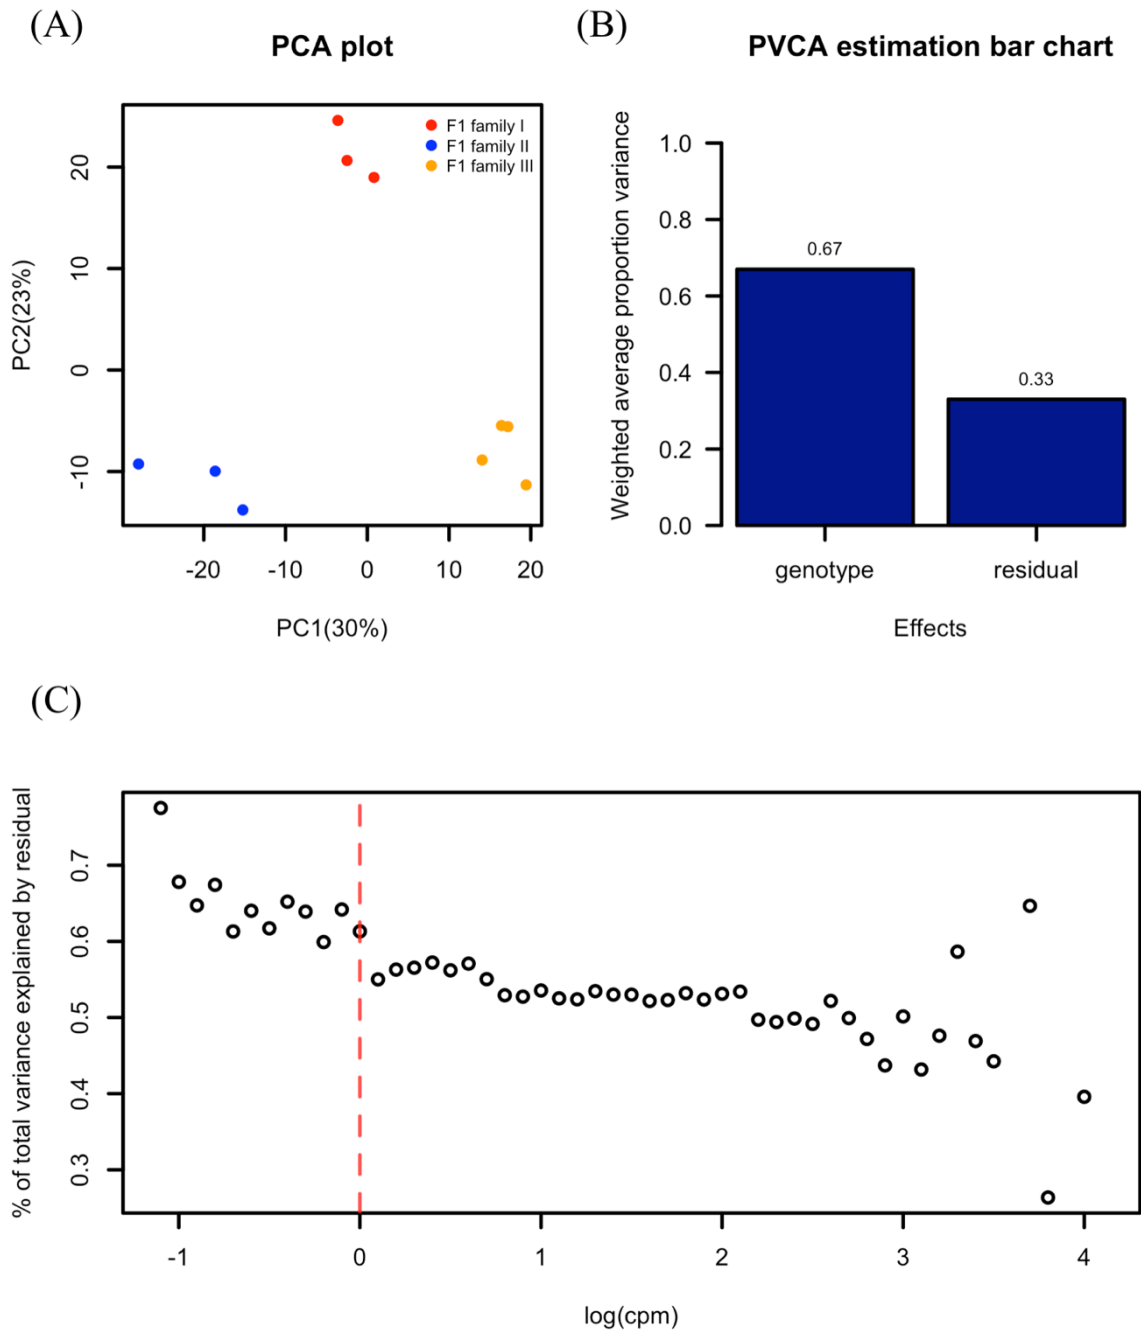 (A)
PCA plot
F1 family I
F1 family II
F1 family III
PC2(23%)
20
10
0
-10
-20
-10
0
10
20
PC1(30%)
(B)
PVCA estimation bar chart
Weighted average proportion variance
1.0
0.8
0.6
0.4
0.2
0.0
0.67
0.33
genotype
residual
Effects
(C)
% of total variance explained by residual
0.7
0.6
0.5
0.4
0.3
-1
0
1
2
3
4
log(cpm)